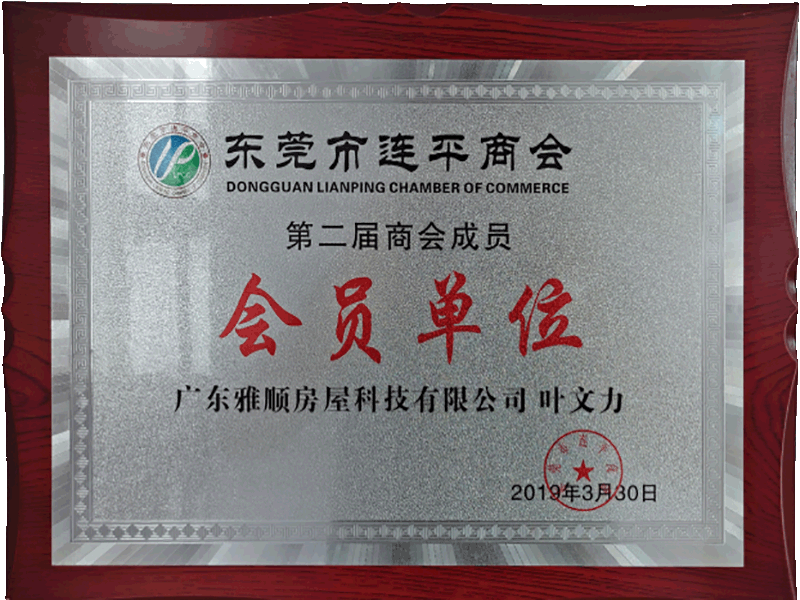 东莞市连平商会
DONGGUAN LIANPING CHAMBER OF COMMERCE
第二届商会成员
会员单位
广东雅顺房屋科技有限公司 叶文力
2019年3月30日